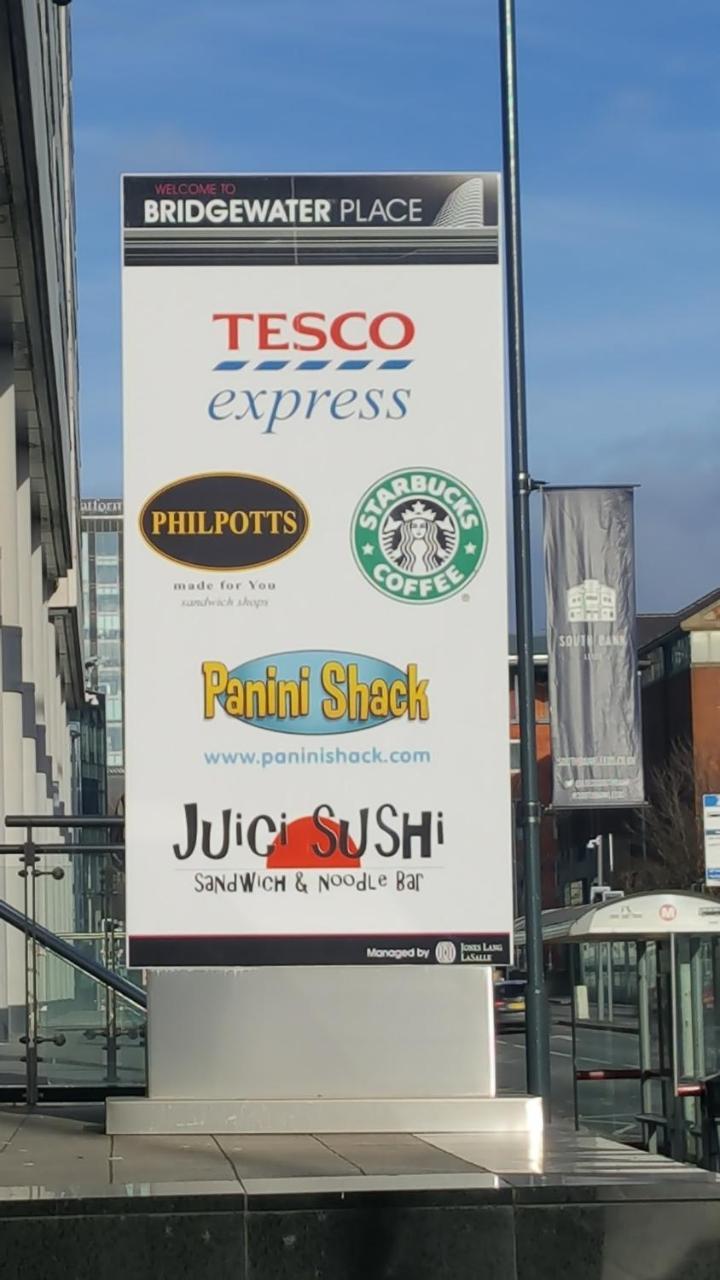 WELCOME TO
BRIDGEWATER PLACE
TESCO
express
PHILPOTTS
made for You
sandwich shops
STARBUCKS
COFFEE
®
Panini Shack
www.paninishack.com
JUiCi SUSHi
SaNdWiCH & NOoDLe Bar
Managed by
JONES LANG
LASALLE
SOUTH BANK
LEEDS
M